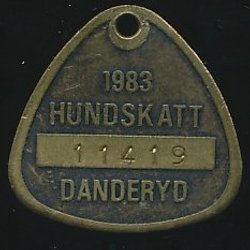 1983
HUNDSKATT
11419
DANDERYD